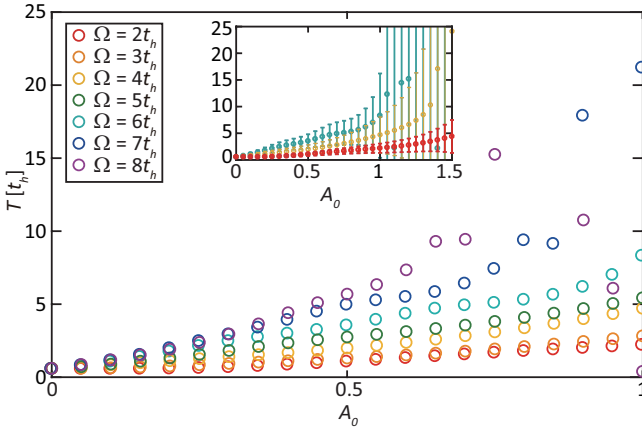 25
20
15
10
5
0
T [t_h]
Ω = 2t_h
Ω = 3t_h
Ω = 4t_h
Ω = 5t_h
Ω = 6t_h
Ω = 7t_h
Ω = 8t_h
25
20
15
10
5
0
0 0.5 1 1.5
A_0
0 0.5 1
A_0